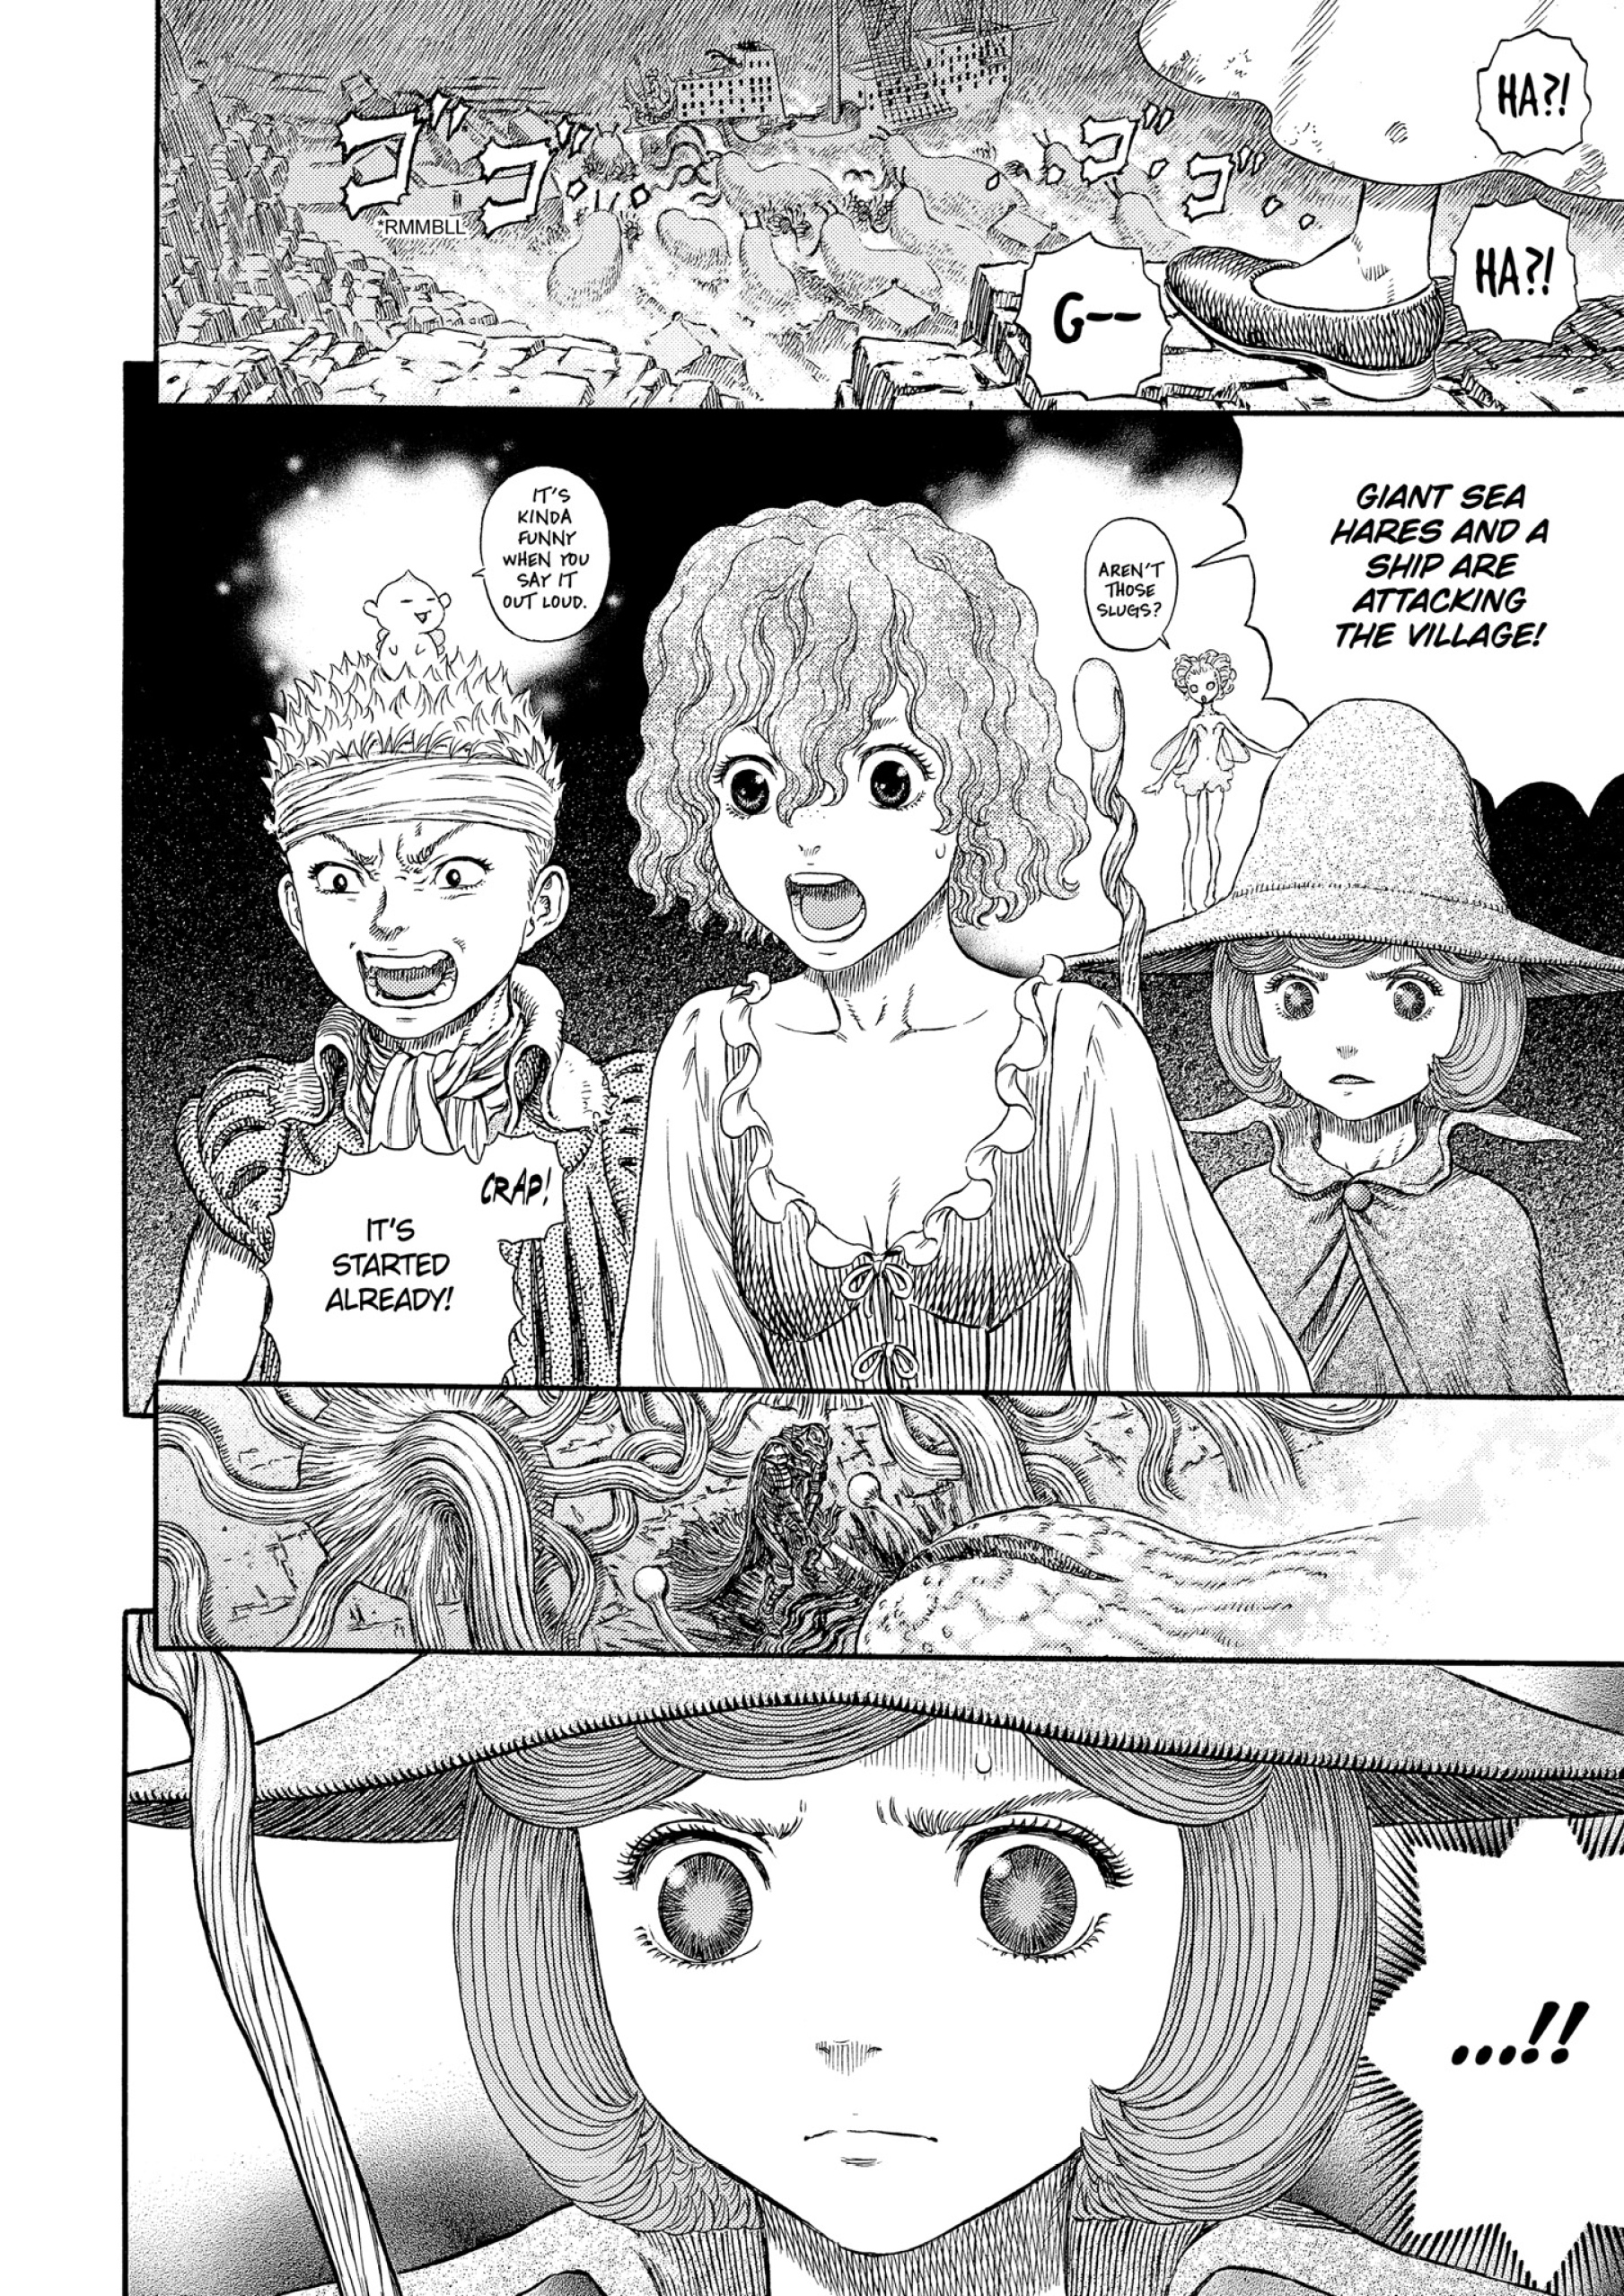 HA?!
HA?!
G--
ゴゴゴゴ
*RMMBLL
GIANT SEA
HARES AND A
SHIP ARE
ATTACKING
THE VILLAGE!
AREN'T
THOSE
SLUGS?
IT'S
KINDA
FUNNY
WHEN YOU
SAY IT
OUT LOUD.
CRAP!
IT'S
STARTED
ALREADY!
...!!